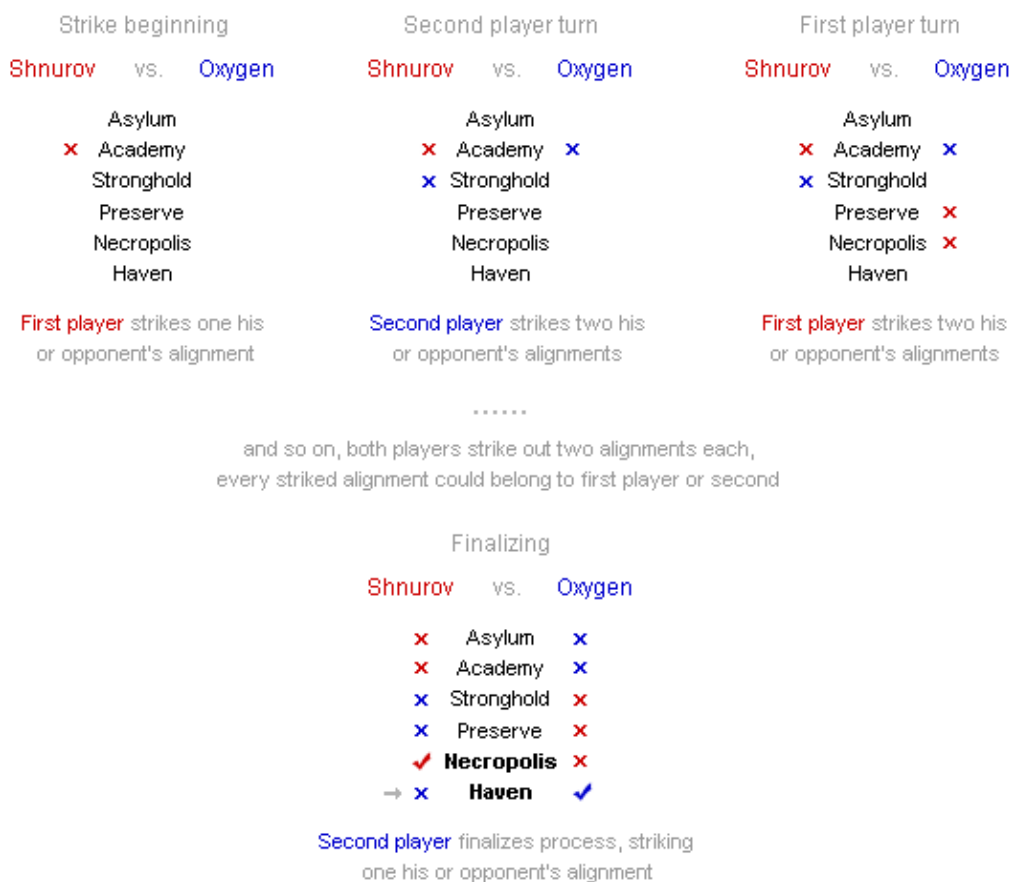 Strike beginning
Second player turn
First player turn
Shnurov vs. Oxygen
Shnurov vs. Oxygen
Shnurov vs. Oxygen
Asylum
Asylum
Asylum
× Academy
× Academy ×
× Academy ×
Stronghold
× Stronghold
× Stronghold
Preserve
Preserve
Preserve ×
Necropolis
Necropolis
Necropolis ×
Haven
Haven
Haven
First player strikes one his
or opponent's alignment
Second player strikes two his
or opponent's alignments
First player strikes two his
or opponent's alignments
......
and so on, both players strike out two alignments each,
every striked alignment could belong to first player or second
Finalizing
Shnurov vs. Oxygen
× Asylum ×
× Academy ×
× Stronghold ×
× Preserve ×
✓ Necropolis ×
→ × Haven ✓
Second player finalizes process, striking
one his or opponent's alignment